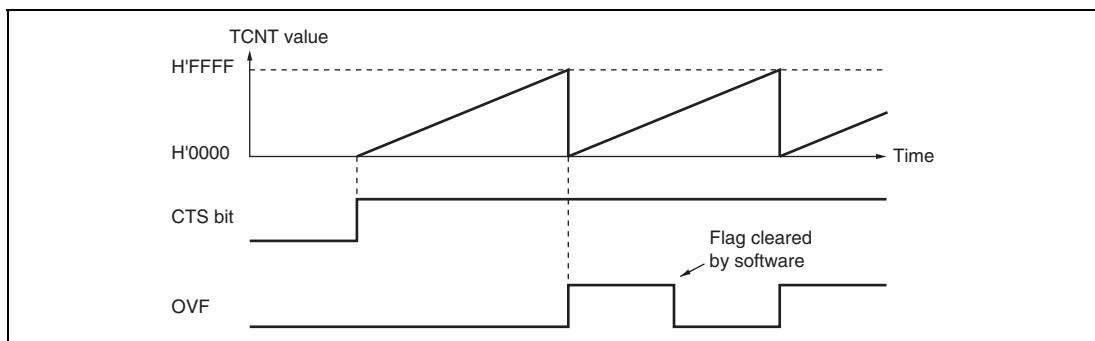 TCNT value
H'FFFF
H'0000
Time
CTS bit
Flag cleared
by software
OVF